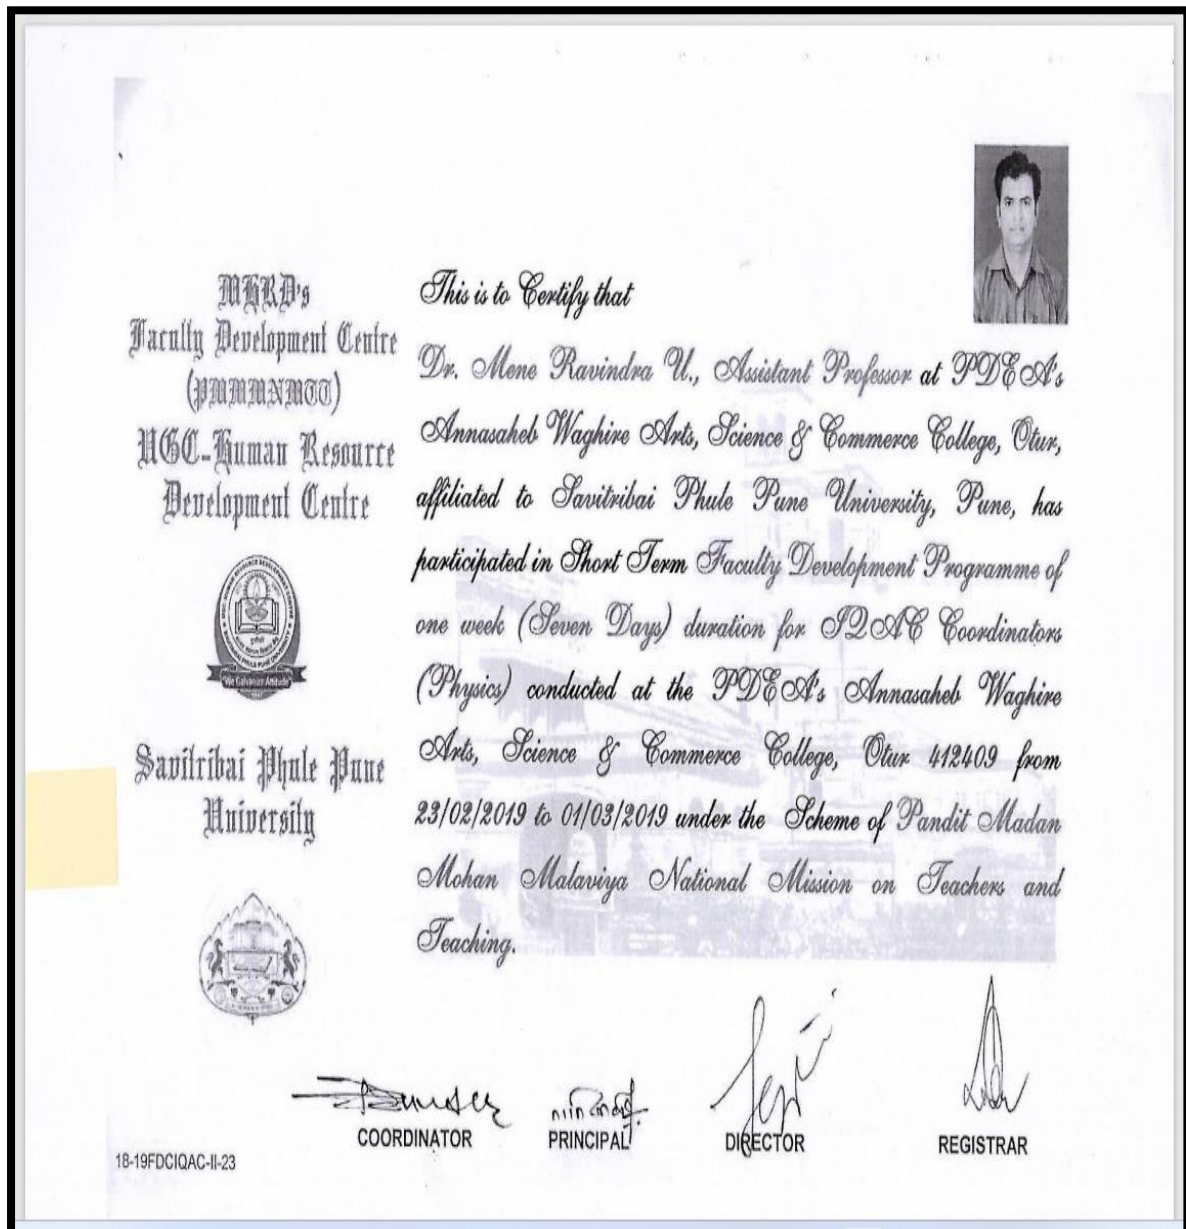 MHRD's
Faculty Development Centre
(PMMMNMTT)
UGC-Human Resource
Development Centre
"We Galvanize Attitude"
Savitribai Phule Pune
University
This is to Certify that
Dr. Mene Ravindra U., Assistant Professor at PDEA's
Annasaheb Waghire Arts, Science & Commerce College, Otur,
affiliated to Savitribai Phule Pune University, Pune, has
participated in Short Term Faculty Development Programme of
one week (Seven Days) duration for IQAC Coordinators
(Physics) conducted at the PDEA's Annasaheb Waghire
Arts, Science & Commerce College, Otur 412409 from
23/02/2019 to 01/03/2019 under the Scheme of Pandit Madan
Mohan Malaviya National Mission on Teachers and
Teaching.
COORDINATOR PRINCIPAL DIRECTOR REGISTRAR
18-19FDCIQAC-II-23